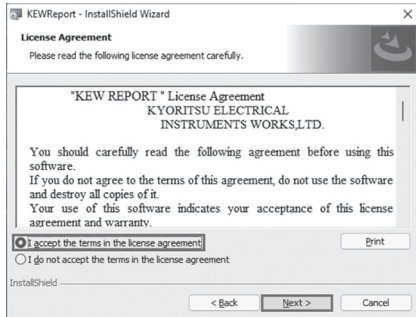 KEWReport - InstallShield Wizard
License Agreement
Please read the following license agreement carefully.
"KEW REPORT " License Agreement
KYORITSU ELECTRICAL
INSTRUMENTS WORKS,LTD.
You should carefully read the following agreement before using this
software.
If you do not agree to the terms of this agreement, do not use the software
and destroy all copies of it.
Your use of this software indicates your acceptance of this license
agreement and warranty.
I accept the terms in the license agreement
Print
I do not accept the terms in the license agreement
InstallShield
< Back
Next >
Cancel